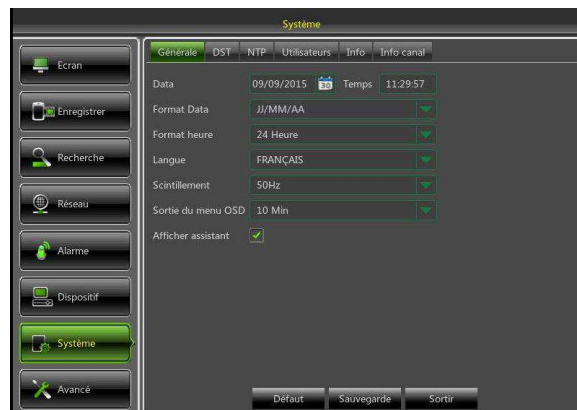 Système
Ecran
Enregistrer
Recherche
Réseau
Alarme
Dispositif
Système
Avancé
Générale DST NTP Utilisateurs Info Info canal
Data 09/09/2015 30 Temps 11:29:57
Format Data JJ/MM/AA
Format heure 24 Heure
Langue FRANÇAIS
Scintillement 50Hz
Sortie du menu OSD 10 Min
Afficher assistant
Défaut Sauvegarde Sortir